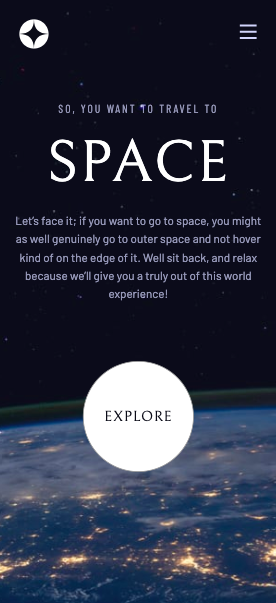 SO, YOU WANT TO TRAVEL TO
SPACE
Let's face it; if you want to go to space, you might
as well genuinely go to outer space and not hover
kind of on the edge of it. Well sit back, and relax
because we'll give you a truly out of this world
experience!
EXPLORE